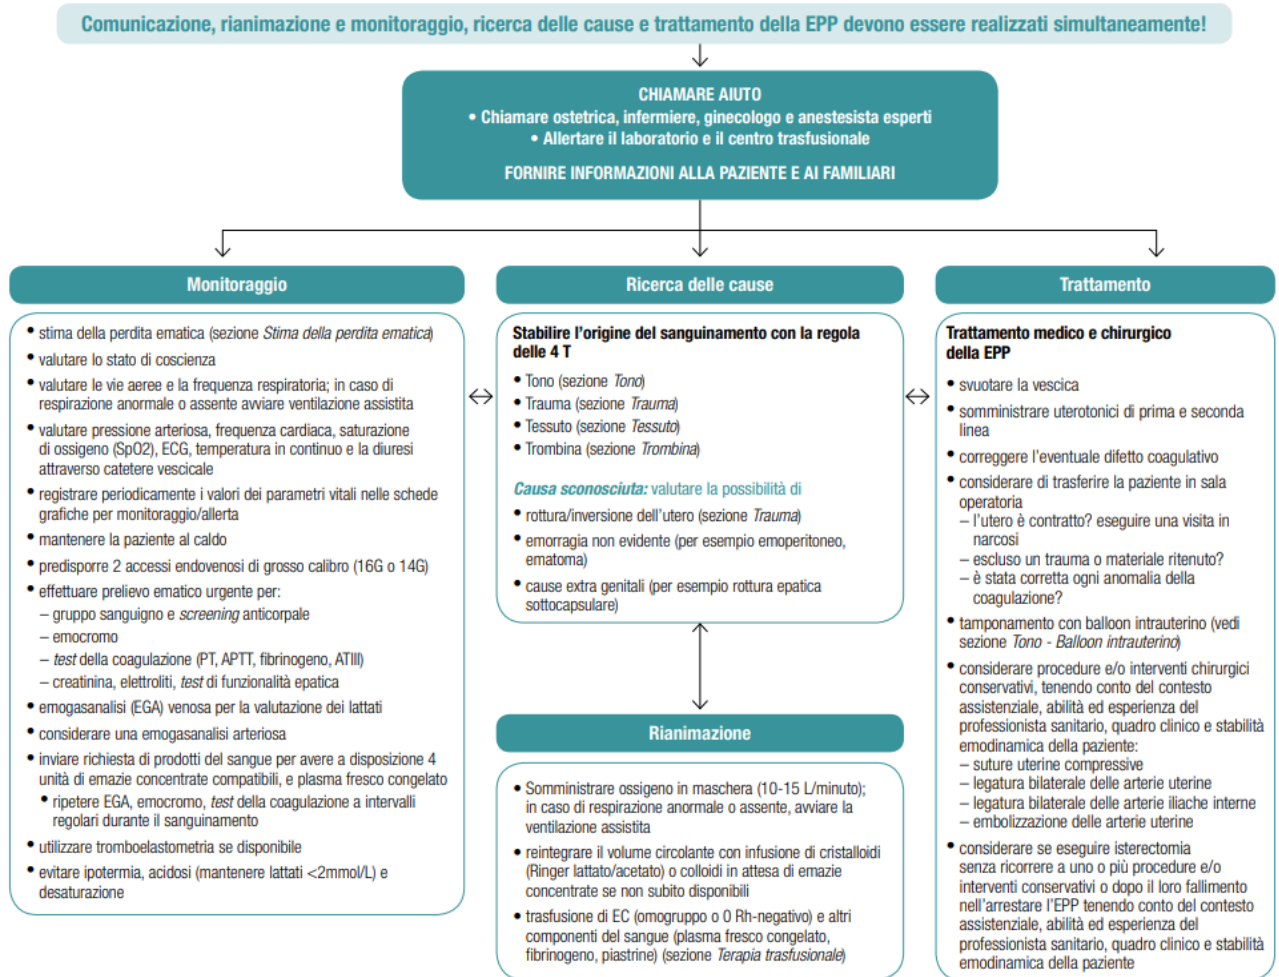 Comunicazione, rianimazione e monitoraggio, ricerca delle cause e trattamento della EPP devono essere realizzati simultaneamente!
CHIAMARE AIUTO
• Chiamare ostetrica, infermiere, ginecologo e anestesista esperti
• Allertare il laboratorio e il centro trasfusionale
FORNIRE INFORMAZIONI ALLA PAZIENTE E AI FAMILIARI
Monitoraggio
• stima della perdita ematica (sezione Stima della perdita ematica)
• valutare lo stato di coscienza
• valutare le vie aeree e la frequenza respiratoria; in caso di
respirazione anormale o assente avviare ventilazione assistita
• valutare pressione arteriosa, frequenza cardiaca, saturazione
di ossigeno (SpO2), ECG, temperatura in continuo e la diuresi
attraverso catetere vescicale
• registrare periodicamente i valori dei parametri vitali nelle schede
grafiche per monitoraggio/allerta
• mantenere la paziente al caldo
• predisporre 2 accessi endovenosi di grosso calibro (16G o 14G)
• effettuare prelievo ematico urgente per:
– gruppo sanguigno e screening anticorpale
– emocromo
– test della coagulazione (PT, APTT, fibrinogeno, ATIII)
– creatinina, elettroliti, test di funzionalità epatica
• emogasanalisi (EGA) venosa per la valutazione dei lattati
• considerare una emogasanalisi arteriosa
• inviare richiesta di prodotti del sangue per avere a disposizione 4
unità di emazie concentrate compatibili, e plasma fresco congelato
• ripetere EGA, emocromo, test della coagulazione a intervalli
regolari durante il sanguinamento
• utilizzare tromboelastometria se disponibile
• evitare ipotermia, acidosi (mantenere lattati <2mmol/L) e
desaturazione
Ricerca delle cause
Stabilire l'origine del sanguinamento con la regola
delle 4 T
• Tono (sezione Tono)
• Trauma (sezione Trauma)
• Tessuto (sezione Tessuto)
• Trombina (sezione Trombina)
Causa sconosciuta: valutare la possibilità di
• rottura/inversione dell'utero (sezione Trauma)
• emorragia non evidente (per esempio emoperitoneo,
ematoma)
• cause extra genitali (per esempio rottura epatica
sottocapsulare)
Rianimazione
• Somministrare ossigeno in maschera (10-15 L/minuto);
in caso di respirazione anormale o assente, avviare la
ventilazione assistita
• reintegrare il volume circolante con infusione di cristalloidi
(Ringer lattato/acetato) o colloidi in attesa di emazie
concentrate se non subito disponibili
• trasfusione di EC (omogruppo o O Rh-negativo) e altri
componenti del sangue (plasma fresco congelato,
fibrinogeno, piastrine) (sezione Terapia trasfusionale)
Trattamento
Trattamento medico e chirurgico
della EPP
• svuotare la vescica
• somministrare uterotonici di prima e seconda
linea
• correggere l'eventuale difetto coagulativo
• considerare di trasferire la paziente in sala
operatoria
– l'utero è contratto? eseguire una visita in
narcosi
– escluso un trauma o materiale ritenuto?
– è stata corretta ogni anomalia della
coagulazione?
• tamponamento con balloon intrauterino (vedi
sezione Tono - Balloon intrauterino)
• considerare procedure e/o interventi chirurgici
conservativi, tenendo conto del contesto
assistenziale, abilità ed esperienza del
professionista sanitario, quadro clinico e stabilità
emodinamica della paziente:
– suture uterine compressive
– legatura bilaterale delle arterie uterine
– legatura bilaterale delle arterie iliache interne
– embolizzazione delle arterie uterine
• considerare se eseguire isterectomia
senza ricorrere a uno o più procedure e/o
interventi conservativi o dopo il loro fallimento
nell'arrestare l'EPP tenendo conto del contesto
assistenziale, abilità ed esperienza del
professionista sanitario, quadro clinico e stabilità
emodinamica della paziente